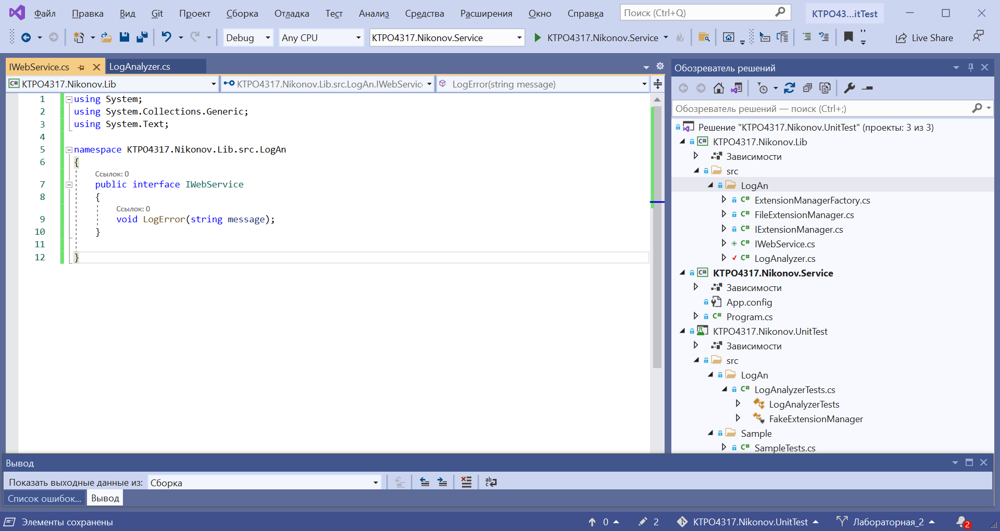 Файл Правка Вид Git Проект Сборка Отладка Тест Анализ Средства Расширения Окно Справка Поиск (Ctrl+Q) КТРО43...itTest
Debug Any CPU KTPO4317.Nikonov.Service KTPO4317.Nikonov.Service Live Share
IWebService.cs LogAnalyzer.cs
C# KTPO4317.Nikonov.Lib KTPO4317.Nikonov.Lib.src.LogAn.IWebServic LogError(string message)
1 using System;
2 using System.Collections.Generic;
3 using System.Text;
4
5 namespace KTPO4317.Nikonov.Lib.src.LogAn
6 {
Ссылок: 0
7 public interface IWebService
8 {
Ссылок: 0
9 void LogError(string message);
10 }
11
12 }
Обозреватель решений
Обозреватель решений — поиск (Ctrl+;)
Решение "KTPO4317.Nikonov.UnitTest" (проекты: 3 из 3)
C# KTPO4317.Nikonov.Lib
Зависимости
src
LogAn
C# ExtensionManagerFactory.cs
C# FileExtensionManager.cs
C# IExtensionManager.cs
C# IWebService.cs
C# LogAnalyzer.cs
C# KTPO4317.Nikonov.Service
Зависимости
App.config
C# Program.cs
KTPO4317.Nikonov.UnitTest
Зависимости
src
LogAn
C# LogAnalyzerTests.cs
LogAnalyzerTests
FakeExtensionManager
Sample
C# SampleTests.cs
Вывод
Показать выходные данные из: Сборка
Список ошибок... Вывод
Элементы сохранены 0 2 KTPO4317.Nikonov.UnitTest Лабораторная_2 2